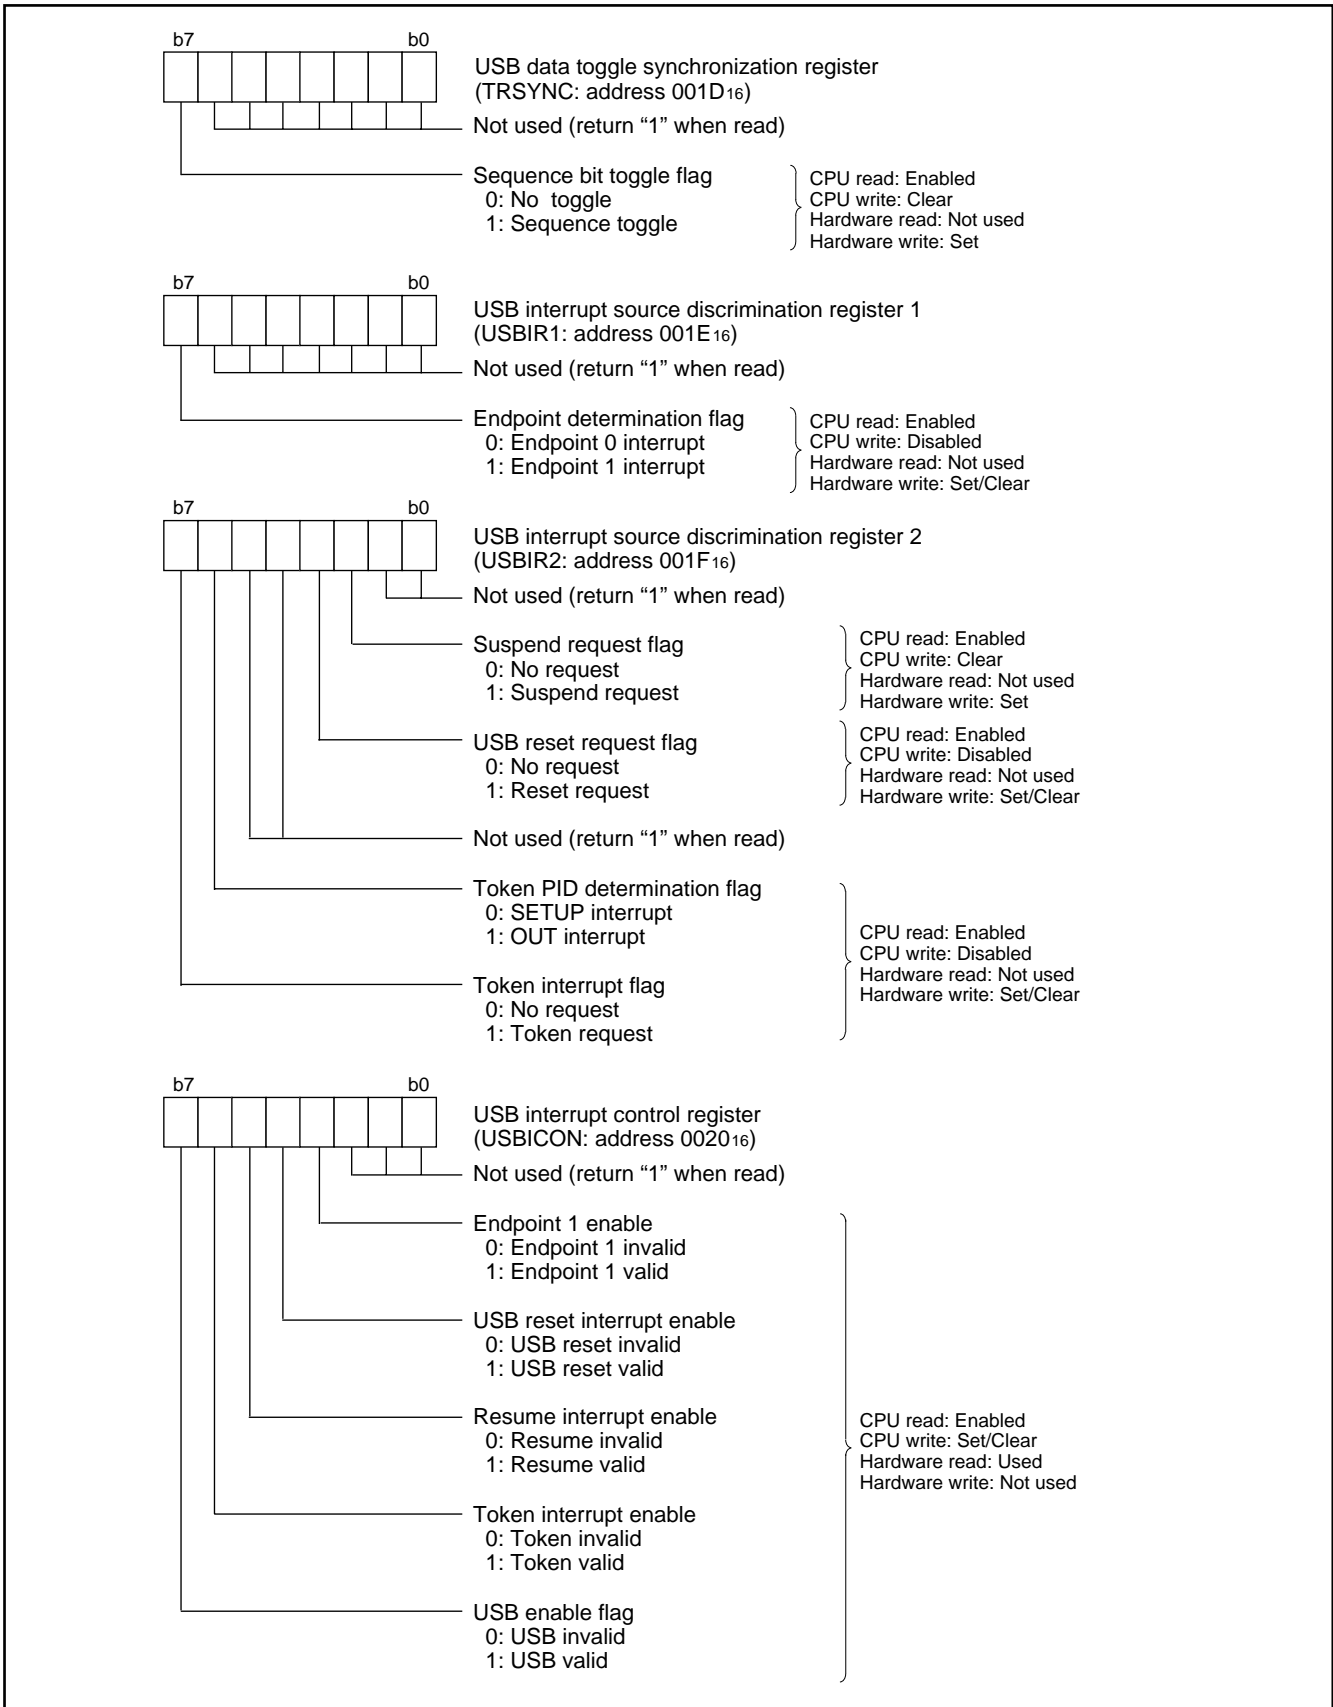 b7 b0
USB data toggle synchronization register
(TRSYNC: address 001D16)
Not used (return “1” when read)
Sequence bit toggle flag
0: No toggle
1: Sequence toggle
CPU read: Enabled
CPU write: Clear
Hardware read: Not used
Hardware write: Set
b7 b0
USB interrupt source discrimination register 1
(USBIR1: address 001E16)
Not used (return “1” when read)
Endpoint determination flag
0: Endpoint 0 interrupt
1: Endpoint 1 interrupt
CPU read: Enabled
CPU write: Disabled
Hardware read: Not used
Hardware write: Set/Clear
b7 b0
USB interrupt source discrimination register 2
(USBIR2: address 001F16)
Not used (return “1” when read)
Suspend request flag
0: No request
1: Suspend request
CPU read: Enabled
CPU write: Clear
Hardware read: Not used
Hardware write: Set
USB reset request flag
0: No request
1: Reset request
CPU read: Enabled
CPU write: Disabled
Hardware read: Not used
Hardware write: Set/Clear
Not used (return “1” when read)
Token PID determination flag
0: SETUP interrupt
1: OUT interrupt
Token interrupt flag
0: No request
1: Token request
CPU read: Enabled
CPU write: Disabled
Hardware read: Not used
Hardware write: Set/Clear
b7 b0
USB interrupt control register
(USBICON: address 002016)
Not used (return “1” when read)
Endpoint 1 enable
0: Endpoint 1 invalid
1: Endpoint 1 valid
USB reset interrupt enable
0: USB reset invalid
1: USB reset valid
Resume interrupt enable
0: Resume invalid
1: Resume valid
Token interrupt enable
0: Token invalid
1: Token valid
USB enable flag
0: USB invalid
1: USB valid
CPU read: Enabled
CPU write: Set/Clear
Hardware read: Used
Hardware write: Not used